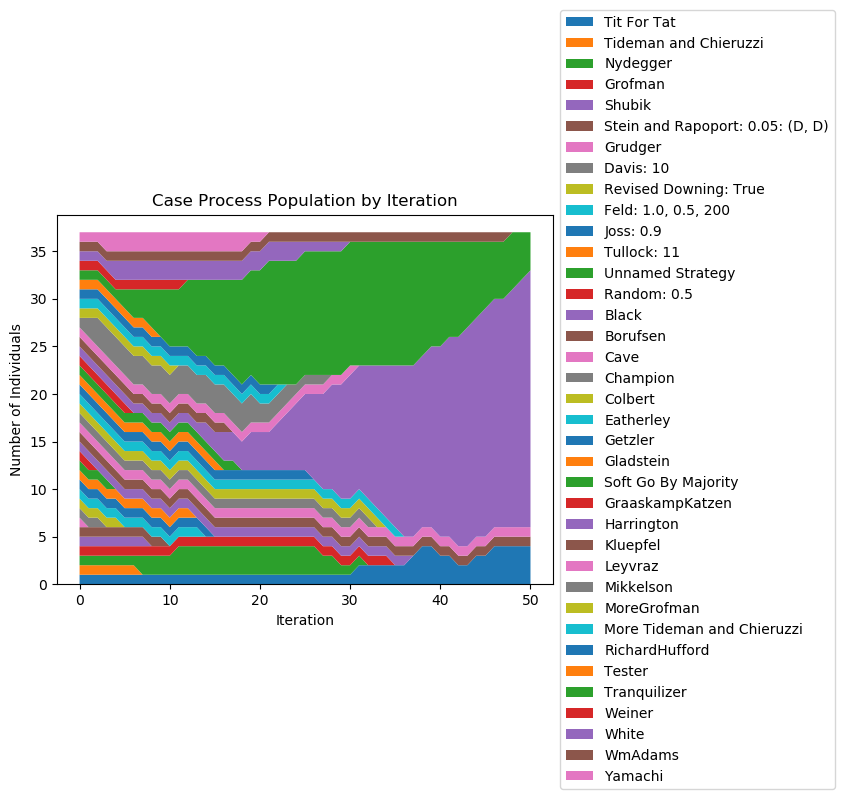 Case Process Population by Iteration
Number of Individuals
35
30
25
20
15
10
5
0
0 10 20 30 40 50
Iteration
Tit For Tat
Tideman and Chieruzzi
Nydegger
Grofman
Shubik
Stein and Rapoport: 0.05: (D, D)
Grudger
Davis: 10
Revised Downing: True
Feld: 1.0, 0.5, 200
Joss: 0.9
Tullock: 11
Unnamed Strategy
Random: 0.5
Black
Borufsen
Cave
Champion
Colbert
Eatherley
Getzler
Gladstein
Soft Go By Majority
GraaskampKatzen
Harrington
Kluepfel
Leyvraz
Mikkelson
MoreGrofman
More Tideman and Chieruzzi
RichardHufford
Tester
Tranquilizer
Weiner
White
WmAdams
Yamachi